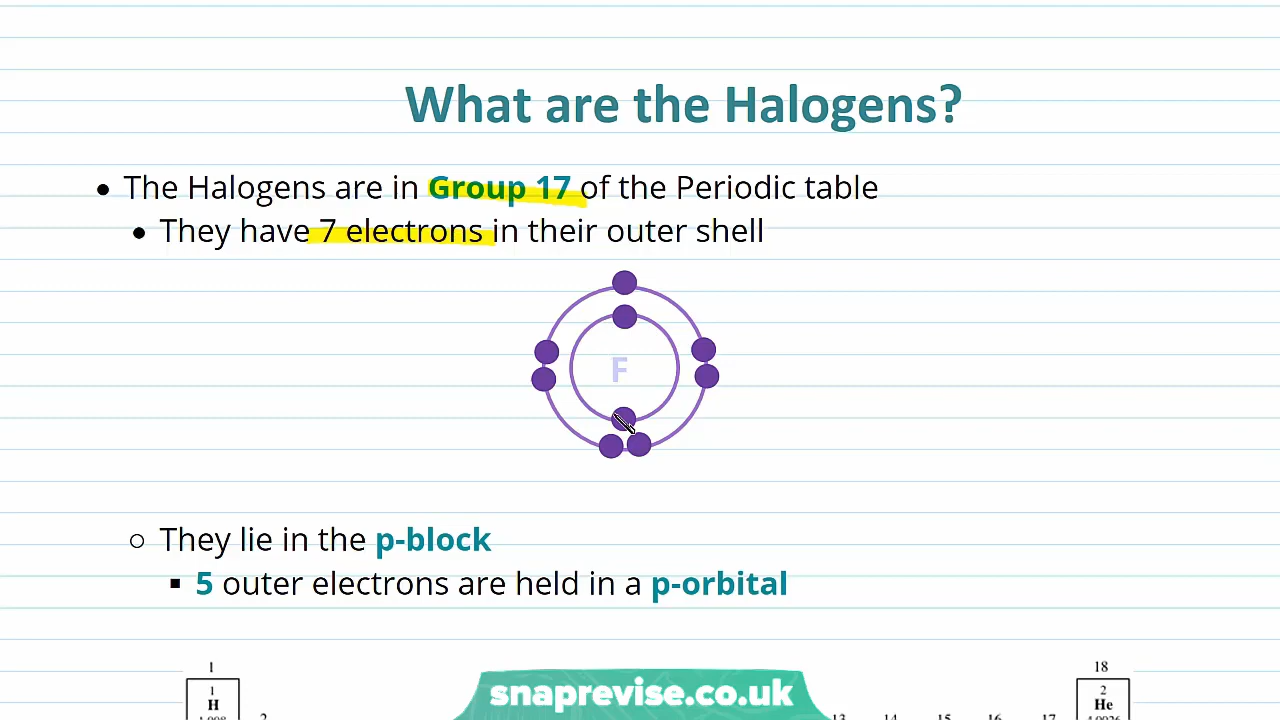 What are the Halogens?
The Halogens are in Group 17 of the Periodic table
They have 7 electrons in their outer shell
F
They lie in the p-block
5 outer electrons are held in a p-orbital
1
18
1
H
2
2
He
13 14 15 16 17
snaprevise.co.uk